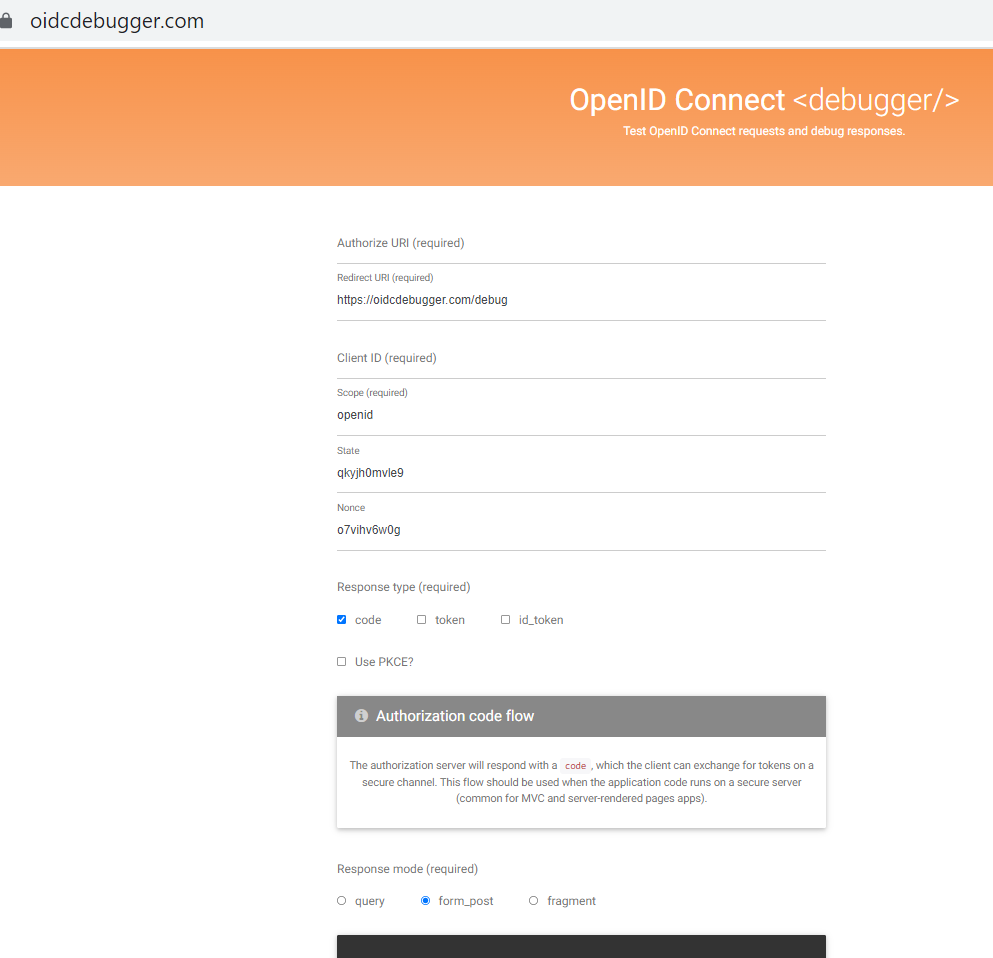 oidcdebugger.com
OpenID Connect <debugger/>
Test OpenID Connect requests and debug responses.
Authorize URI (required)
Redirect URI (required)
https://oidcdebugger.com/debug
Client ID (required)
Scope (required)
openid
State
qkyjh0mvle9
Nonce
o7vihv6w0g
Response type (required)
code token id_token
Use PKCE?
Authorization code flow
The authorization server will respond with a code, which the client can exchange for tokens on a
secure channel. This flow should be used when the application code runs on a secure server
(common for MVC and server-rendered pages apps).
Response mode (required)
query form_post fragment